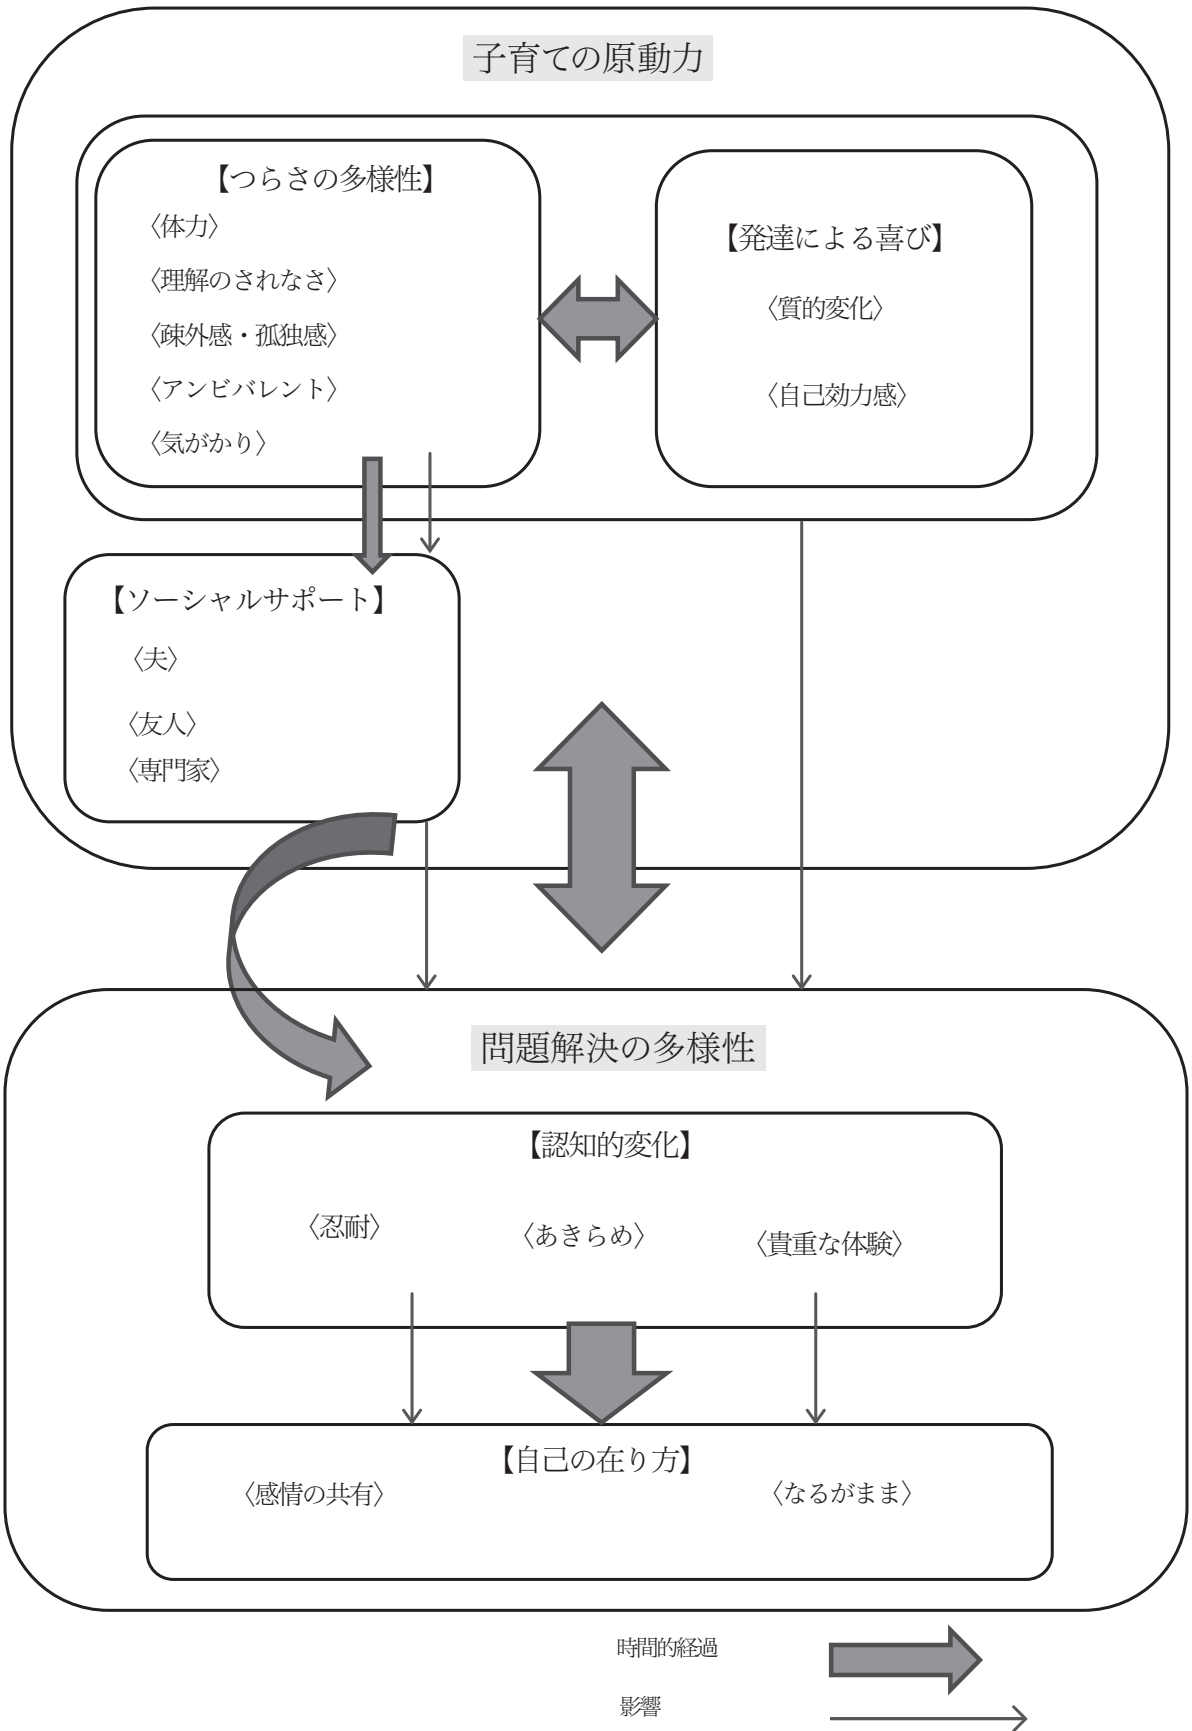 子育ての原動力
【つらさの多様性】
〈体力〉
〈理解のされなさ〉
〈疎外感・孤独感〉
〈アンビバレント〉
〈気がかり〉
【発達による喜び】
〈質的変化〉
〈自己効力感〉
【ソーシャルサポート】
〈夫〉
〈友人〉
〈専門家〉
問題解決の多様性
【認知的変化】
〈忍耐〉
〈あきらめ〉
〈貴重な体験〉
【自己の在り方】
〈感情の共有〉
〈なるがまま〉
時間的経過
影響